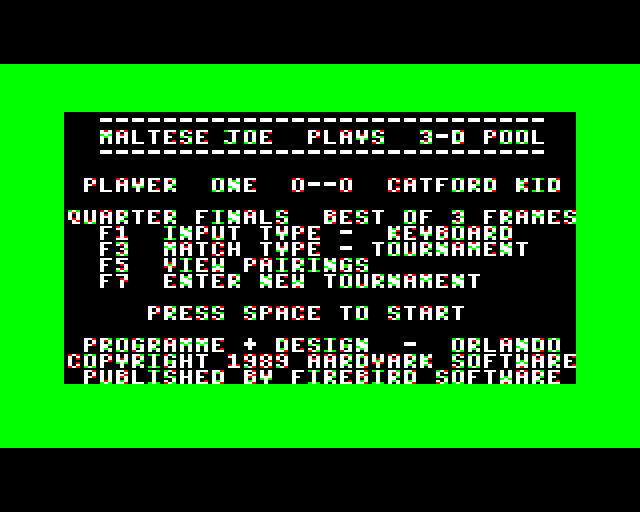 ----------------------------
MALTESE JOE PLAYS 3-D POOL
----------------------------
PLAYER ONE 0--0 CATFORD KID
QUARTER FINALS BEST OF 3 FRAMES
F1 INPUT TYPE - KEYBOARD
F3 MATCH TYPE - TOURNAMENT
F5 VIEW PAIRINGS
F7 ENTER NEW TOURNAMENT
PRESS SPACE TO START
PROGRAMME + DESIGN - ORLANDO
COPYRIGHT 1989 AARDVARK SOFTWARE
PUBLISHED BY FIREBIRD SOFTWARE